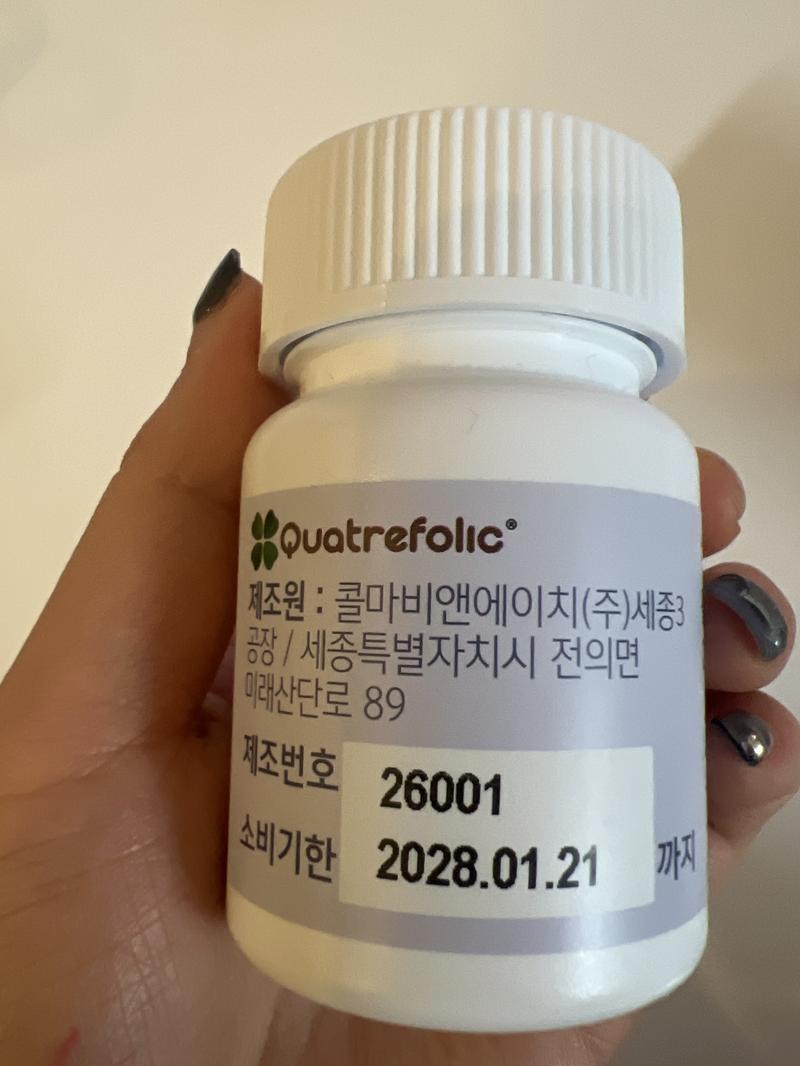 Quatrefolic®
제조원 : 콜마비앤에이치(주)세종3
공장 / 세종특별자치시 전의면
미래산단로 89
제조번호 26001
소비기한 2028.01.21 까지